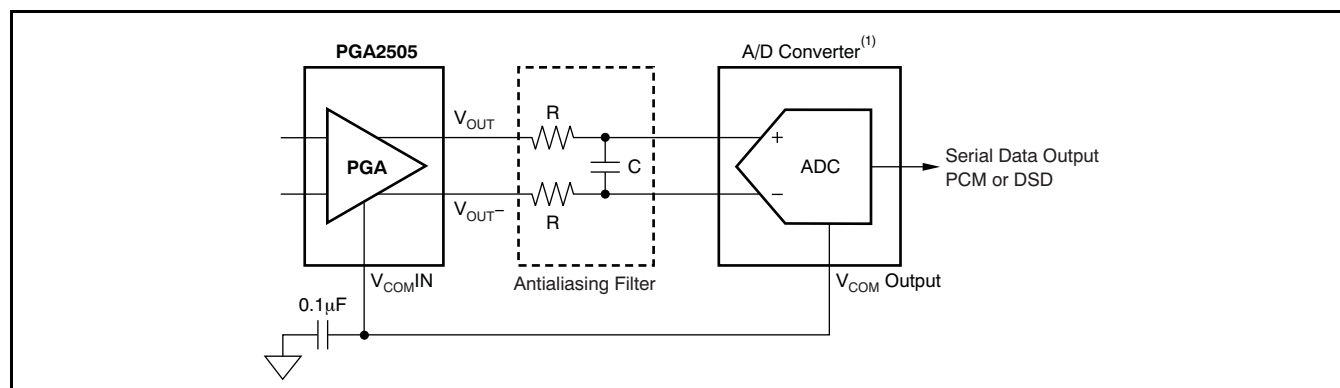 PGA2505
A/D Converter(1)
VOUT
R
PGA
C
+
ADC
−
Serial Data Output
PCM or DSD
VOUT−
R
VCOMIN
Antialiasing Filter
VCOM Output
0.1μF